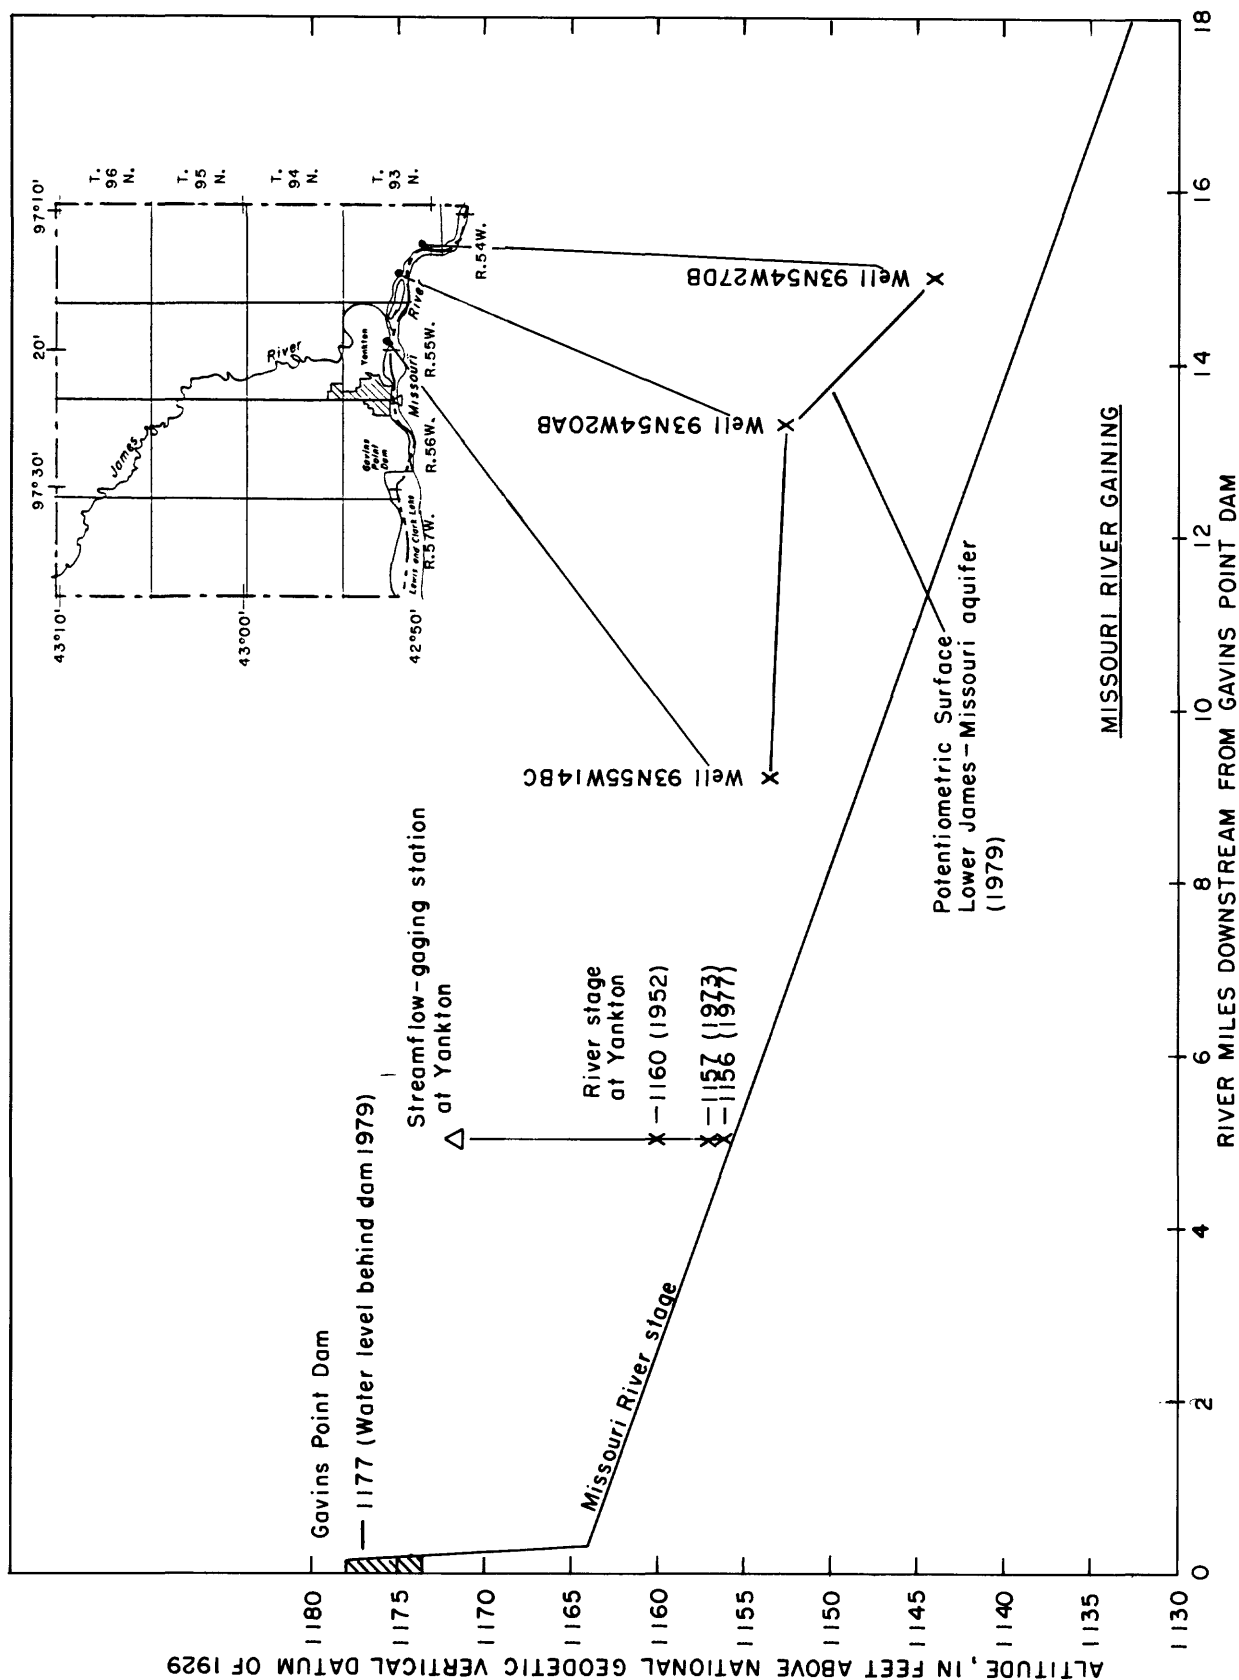 Gavins Point Dam
1177 (Water level behind dam 1979)
Streamflow-gaging station
at Yankton
River stage
at Yankton
1160 (1952)
1157 (1973)
1156 (1977)
Missouri River stage
Well 93N55W14BC
Well 93N54W20AB
Well 93N54W27DB
Potentiometric Surface
Lower James-Missouri aquifer
(1979)
MISSOURI RIVER GAINING
97°30'
20'
97°10'
43°10'
43°00'
42°50'
T.
96
N.
T.
95
N.
T.
94
N.
T.
93
N.
James
River
Yankton
Gavins
Point
Dam
Lewis and Clark Lake
Missouri
River
R.57W.
R.56W.
R.55W.
R.54W.
ALTITUDE, IN FEET ABOVE NATIONAL GEODETIC VERTICAL DATUM OF 1929
1180
1175
1170
1165
1160
1155
1150
1145
1140
1135
1130
0 2 4 6 8 10 12 14 16 18
RIVER MILES DOWNSTREAM FROM GAVINS POINT DAM